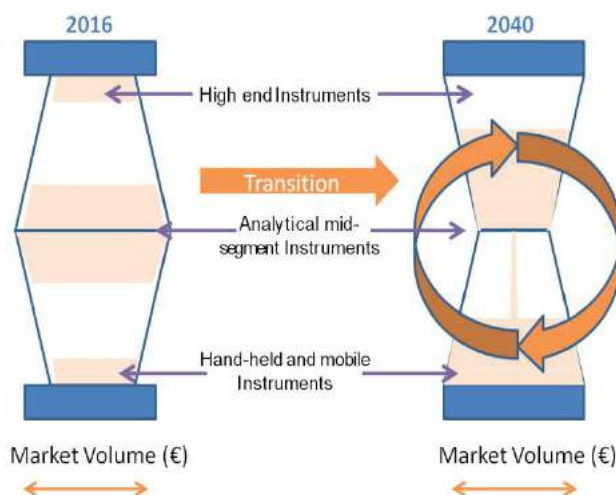 2016
2040
High end Instruments
Transition
Analytical mid-
segment Instruments
Hand-held and mobile
Instruments
Market Volume (€)
Market Volume (€)